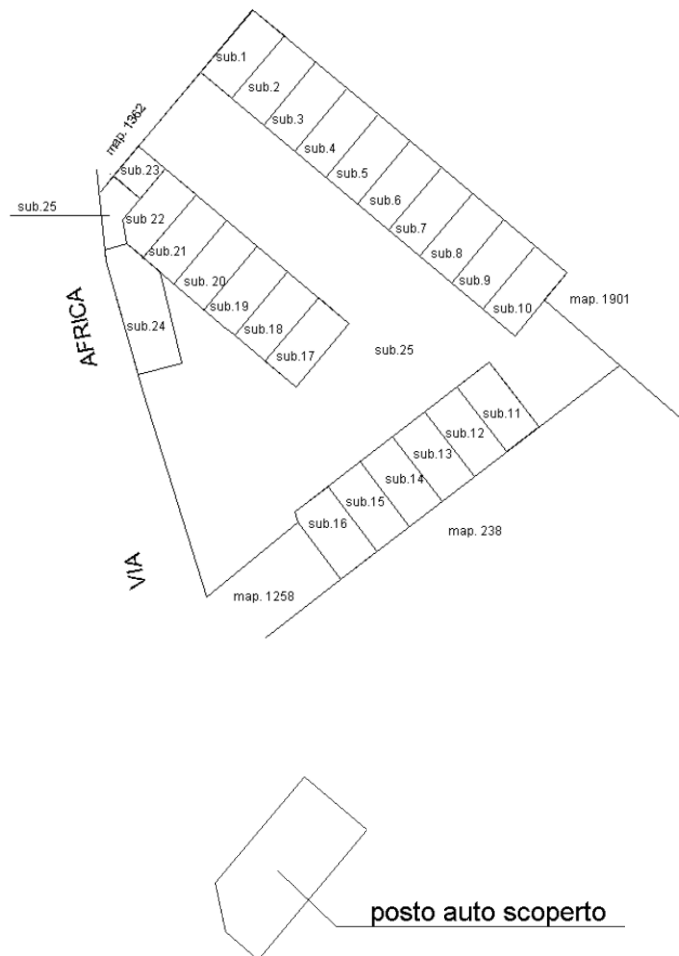 sub.1
sub.2
sub.3
sub.4
sub.5
sub.6
sub.7
sub.8
sub.9
sub.10
map. 1362
sub.23
sub.25
sub 22
sub.21
sub. 20
sub.19
sub.18
sub.17
sub.24
map. 1901
sub.25
AFRICA
sub.11
sub.12
sub.13
sub.14
sub.15
sub.16
map. 238
VIA
map. 1258
posto auto scoperto